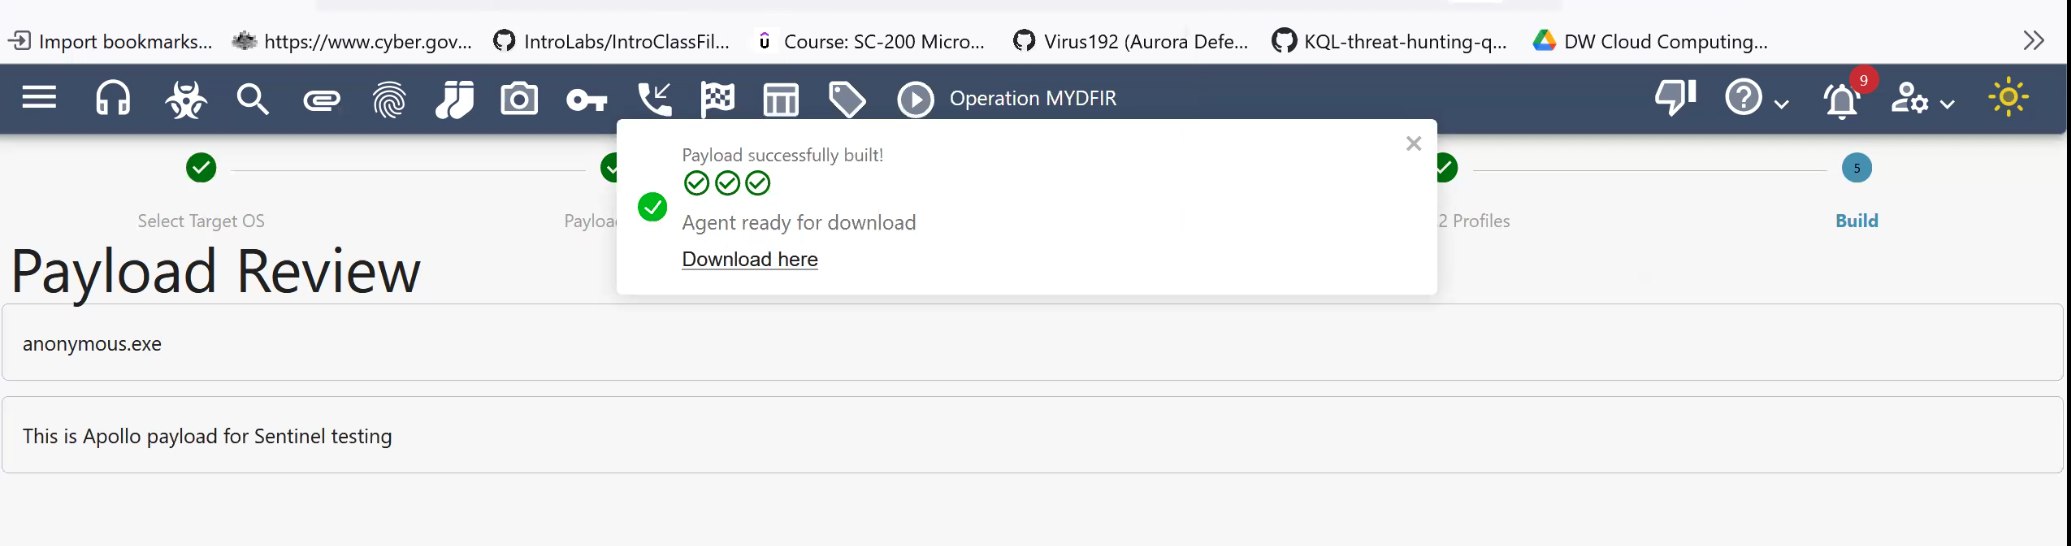 Import bookmarks... https://www.cyber.gov... IntroLabs/IntroClassFil... Course: SC-200 Micro... Virus192 (Aurora Defe... KQL-threat-hunting-q... DW Cloud Computing...
Operation MYDFIR 9
Payload successfully built!
Agent ready for download
Download here
5
Select Target OS Payloa 2 Profiles Build
Payload Review
anonymous.exe
This is Apollo payload for Sentinel testing